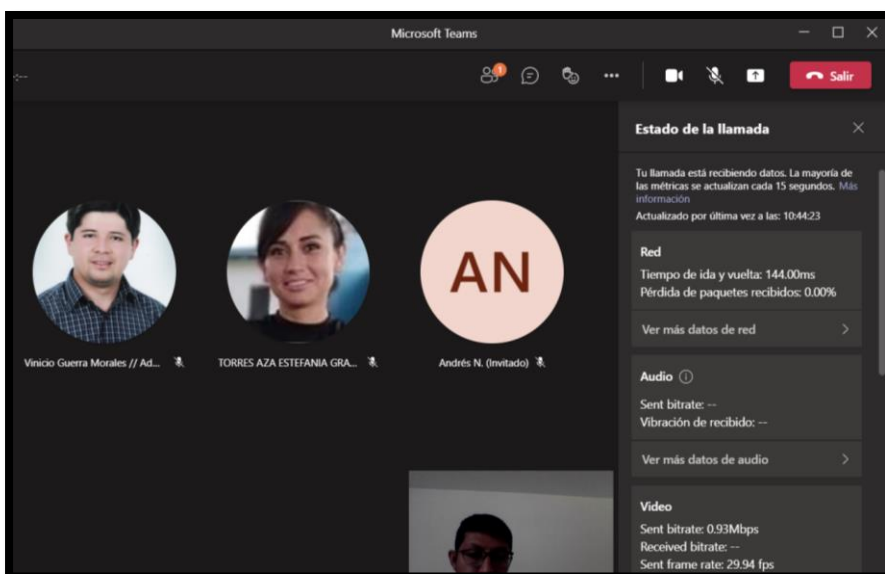 Microsoft Teams
-:--
1
Salir
Estado de la llamada
Tu llamada está recibiendo datos. La mayoría de
las métricas se actualizan cada 15 segundos. Más
información
Actualizado por última vez a las: 10:44:23
Red
Tiempo de ida y vuelta: 144.00ms
Pérdida de paquetes recibidos: 0.00%
Ver más datos de red
Audio
Sent bitrate: --
Vibración de recibido: --
Ver más datos de audio
Video
Sent bitrate: 0.93Mbps
Received bitrate: --
Sent frame rate: 29.94 fps
AN
Vinicio Guerra Morales // Ad...
TORRES AZA ESTEFANIA GRA...
Andrés N. (Invitado)